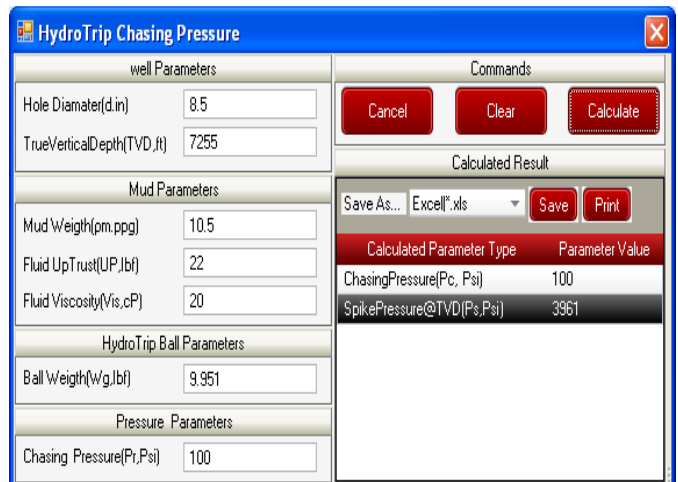 HydroTrip Chasing Pressure
well Parameters
Hole Diamater(d.in) 8.5
TrueVerticalDepth(TVD,ft) 7255
Mud Parameters
Mud Weigth(pm.ppg) 10.5
Fluid UpTrust(UP,lbf) 22
Fluid Viscosity(Vis,cP) 20
HydroTrip Ball Parameters
Ball Weigth(Wg,lbf) 9.951
Pressure Parameters
Chasing Pressure(Pr,Psi) 100
Commands
Cancel Clear Calculate
Calculated Result
Save As... Excel|*.xls Save Print
Calculated Parameter Type Parameter Value
ChasingPressure(Pc, Psi) 100
SpikePressure@TVD(Ps,Psi) 3961